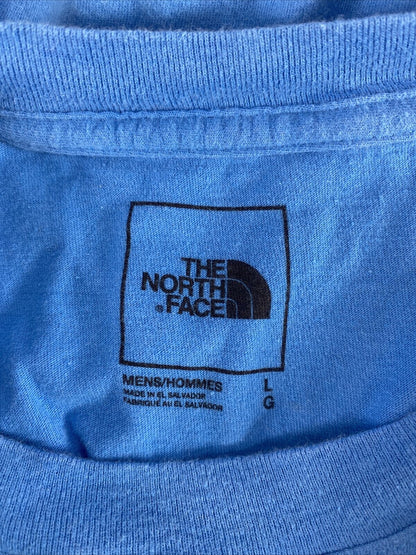 THE
NORTH
®FACE
MENS/HOMMES L
MADE IN EL SALVADOR G
FABRIQUÉ AU EL SALVADOR